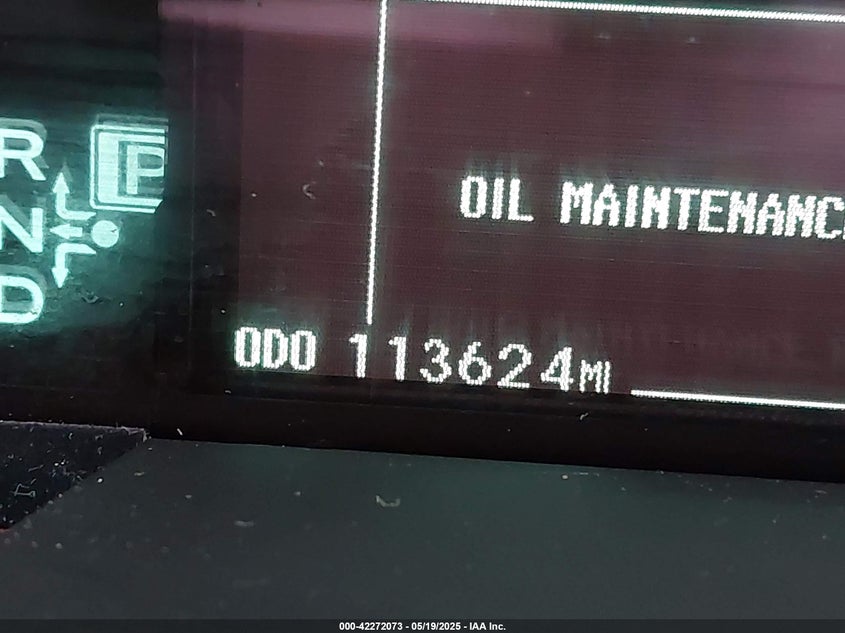 R
P
N
D
OIL MAINTENANC
ODO 113624MI
000-42272073 - 05/19/2025 - IAA Inc.